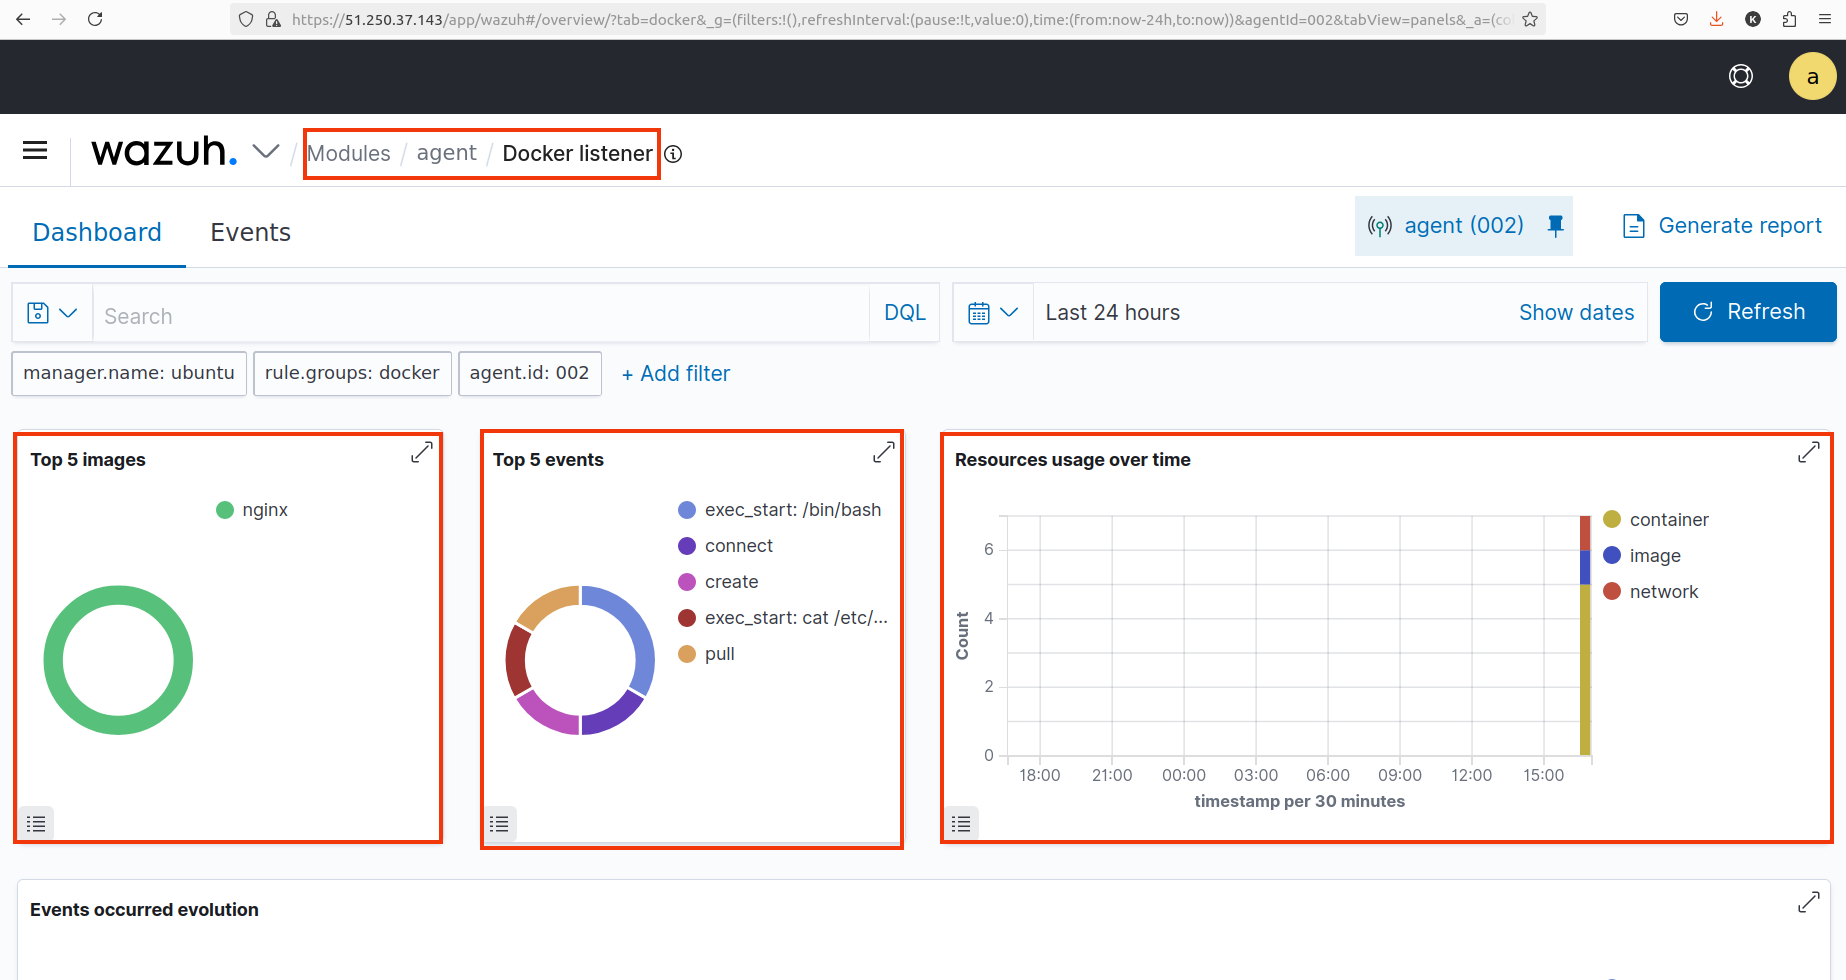 https://51.250.37.143/app/wazuh#/overview/?tab=docker&_g=(filters:!(),refreshInterval:(pause:!t,value:0),time:(from:now-24h,to:now))&agentId=002&tabView=panels&_a=(co
K
a
wazuh. / Modules / agent / Docker listener
Dashboard Events
agent (002)
Generate report
Search DQL
Last 24 hours Show dates
Refresh
manager.name: ubuntu rule.groups: docker agent.id: 002 + Add filter
Top 5 images
nginx
Top 5 events
exec_start: /bin/bash
connect
create
exec_start: cat /etc/...
pull
Resources usage over time
container
image
network
Count
6
4
2
0
18:00 21:00 00:00 03:00 06:00 09:00 12:00 15:00
timestamp per 30 minutes
Events occurred evolution